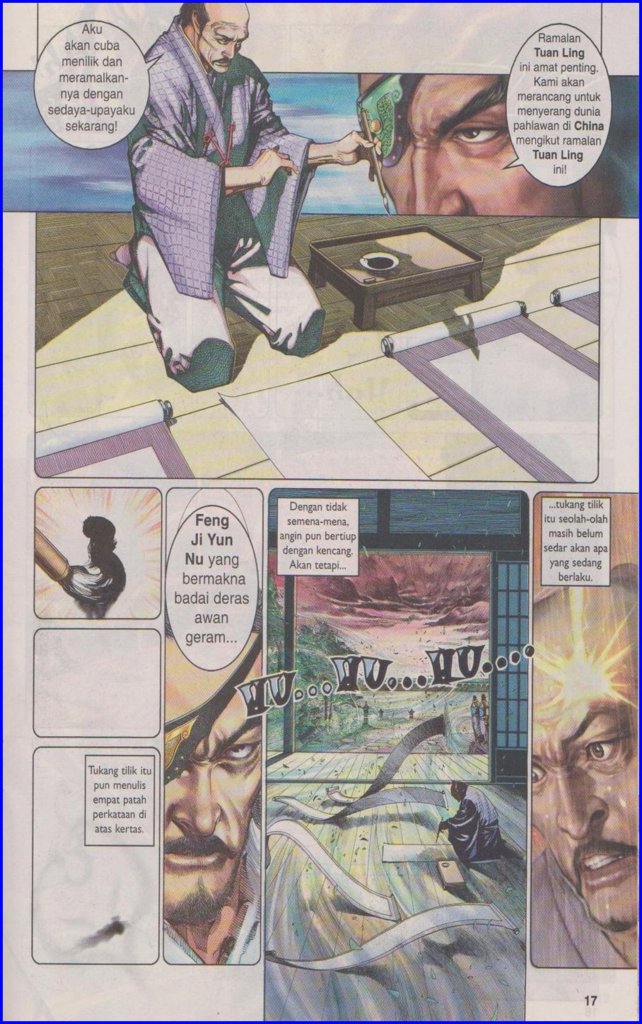 Aku
akan cuba
menilik dan
meramalkan-
nya dengan
sedaya-upayaku
sekarang!
Ramalan
Tuan Ling
ini amat penting.
Kami akan
merancang untuk
menyerang dunia
pahlawan di China
mengikut ramalan
Tuan Ling
ini!
Feng
Ji Yun
Nu yang
bermakna
badai deras
awan
geram...
Dengan tidak
semena-mena,
angin pun bertiup
dengan kencang.
Akan tetapi...
HU...HU...HU....
...tukang tilik
itu seolah-olah
masih belum
sedar akan apa
yang sedang
berlaku.
Tukang tilik itu
pun menulis
empat patah
perkataan di
atas kertas.
17